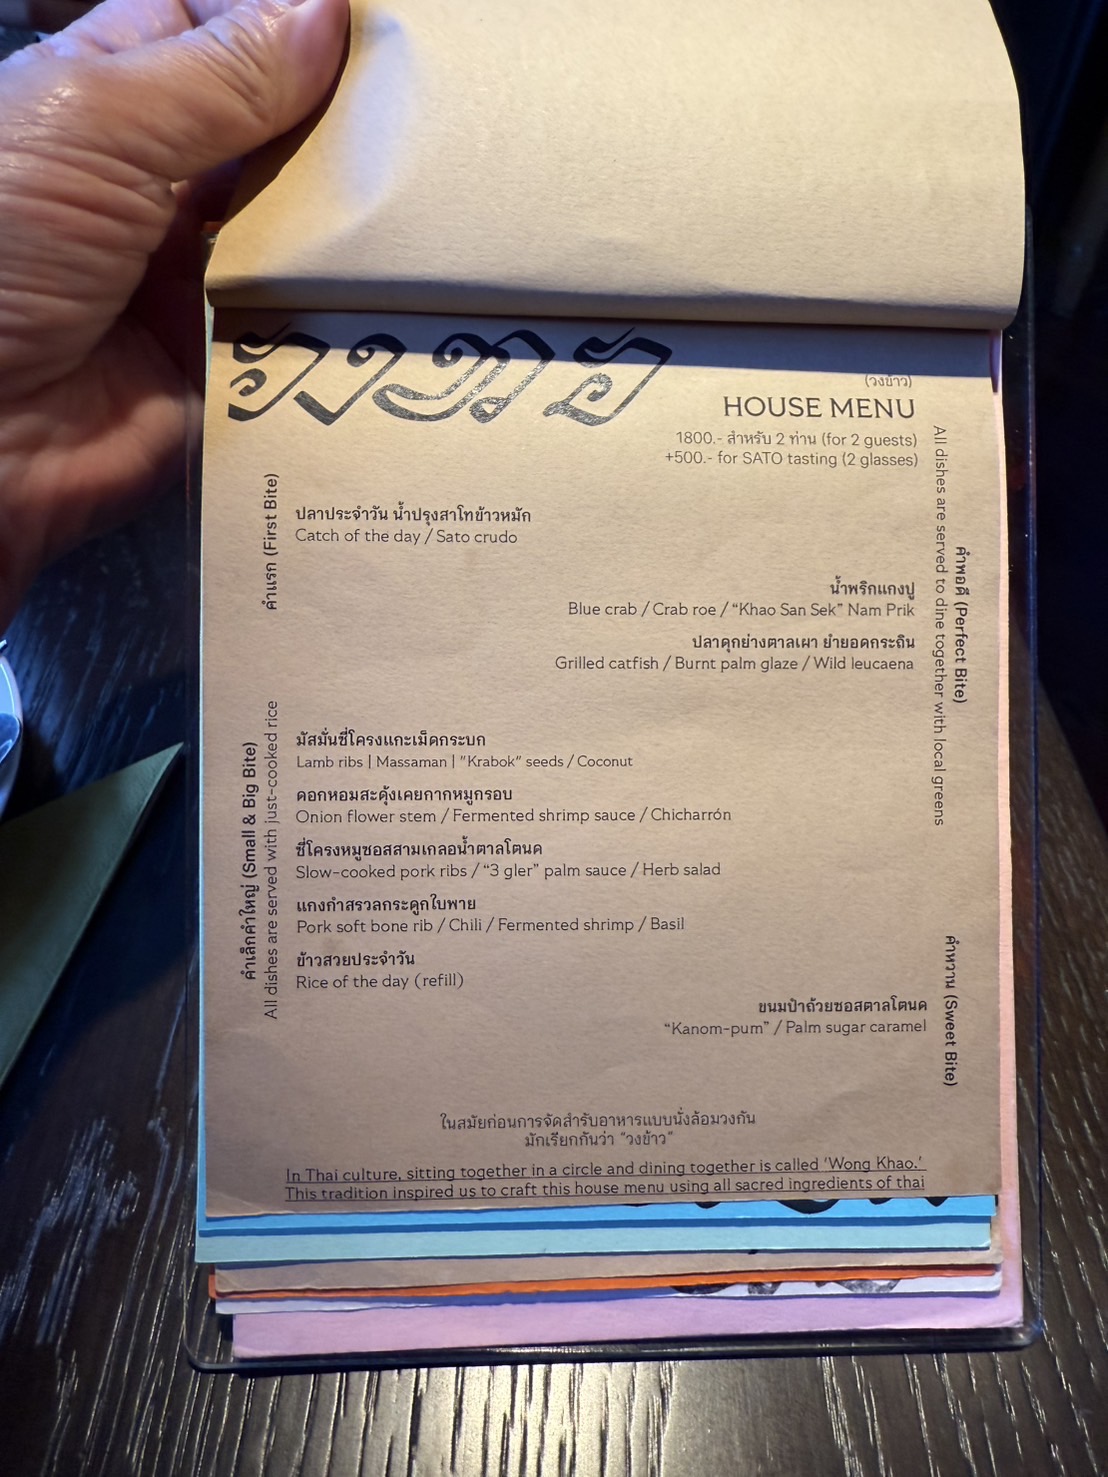 (วงข้าว)
HOUSE MENU
1800.- สำหรับ 2 ท่าน (for 2 guests)
+500.- for SATO tasting (2 glasses)
คำแรก (First Bite)
ปลาประจำวัน น้ำปรุงสาโทข้าวหมัก
Catch of the day / Sato crudo
คำพอดี (Perfect Bite)
All dishes are served to dine together with local greens
น้ำพริกแกงปู
Blue crab / Crab roe / “Khao San Sek” Nam Prik
ปลาดุกย่างตาลเผา ยำยอดกระถิน
Grilled catfish / Burnt palm glaze / Wild leucaena
คำเล็กคำใหญ่ (Small & Big Bite)
All dishes are served with just-cooked rice
มัสมั่นซี่โครงแกะเม็ดกระบก
Lamb ribs | Massaman | "Krabok" seeds / Coconut
ดอกหอมสะดุ้งเคยกากหมูกรอบ
Onion flower stem / Fermented shrimp sauce / Chicharrón
ซี่โครงหมูซอสสามเกลอน้ำตาลโตนด
Slow-cooked pork ribs / “3 gler” palm sauce / Herb salad
แกงกำสรวลกระดูกใบพาย
Pork soft bone rib / Chili / Fermented shrimp / Basil
ข้าวสวยประจำวัน
Rice of the day (refill)
คำหวาน (Sweet Bite)
ขนมปำถ้วยซอสตาลโตนด
“Kanom-pum” / Palm sugar caramel
ในสมัยก่อนการจัดสำรับอาหารแบบนั่งล้อมวงกัน
มักเรียกกันว่า “วงข้าว”
In Thai culture, sitting together in a circle and dining together is called ‘Wong Khao.’
This tradition inspired us to craft this house menu using all sacred ingredients of thai